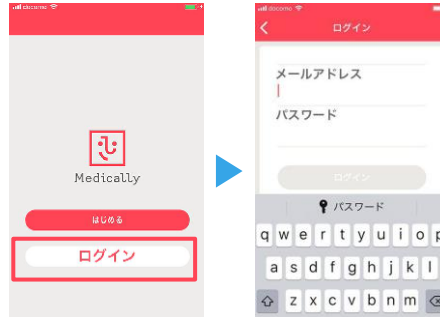 docomo
Medically
はじめる
ログイン
docomo
ログイン
メールアドレス
パスワード
ログイン
パスワード
q w e r t y u i o p
a s d f g h j k l
z x c v b n m